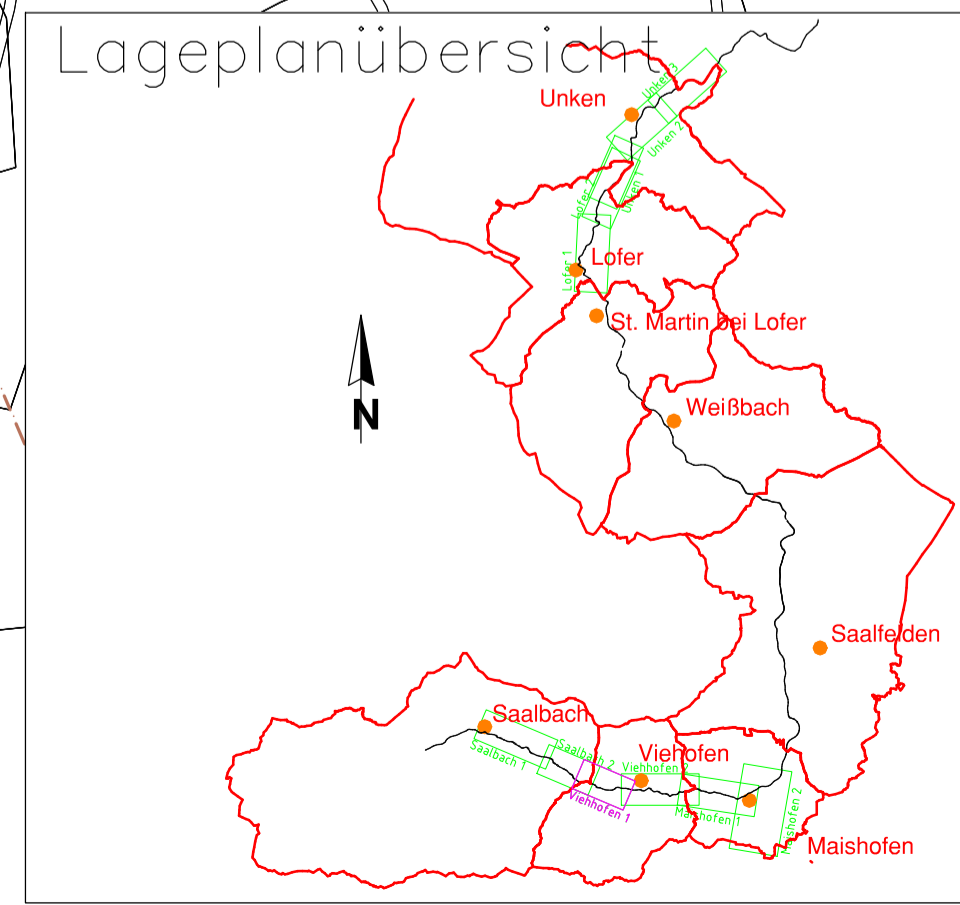 Lageplanübersicht
Unken 3
Unken
Unken 2
Lofer 2
Unken 1
Lofer 1
Lofer
St. Martin bei Lofer
N
Weißbach
Saalfelden
Saalbach
Saalbach 1
Saalbach 2
Viehofen
Viehhofen 2
Viehhofen 1
Maishofen 1
Maishofen 2
Maishofen